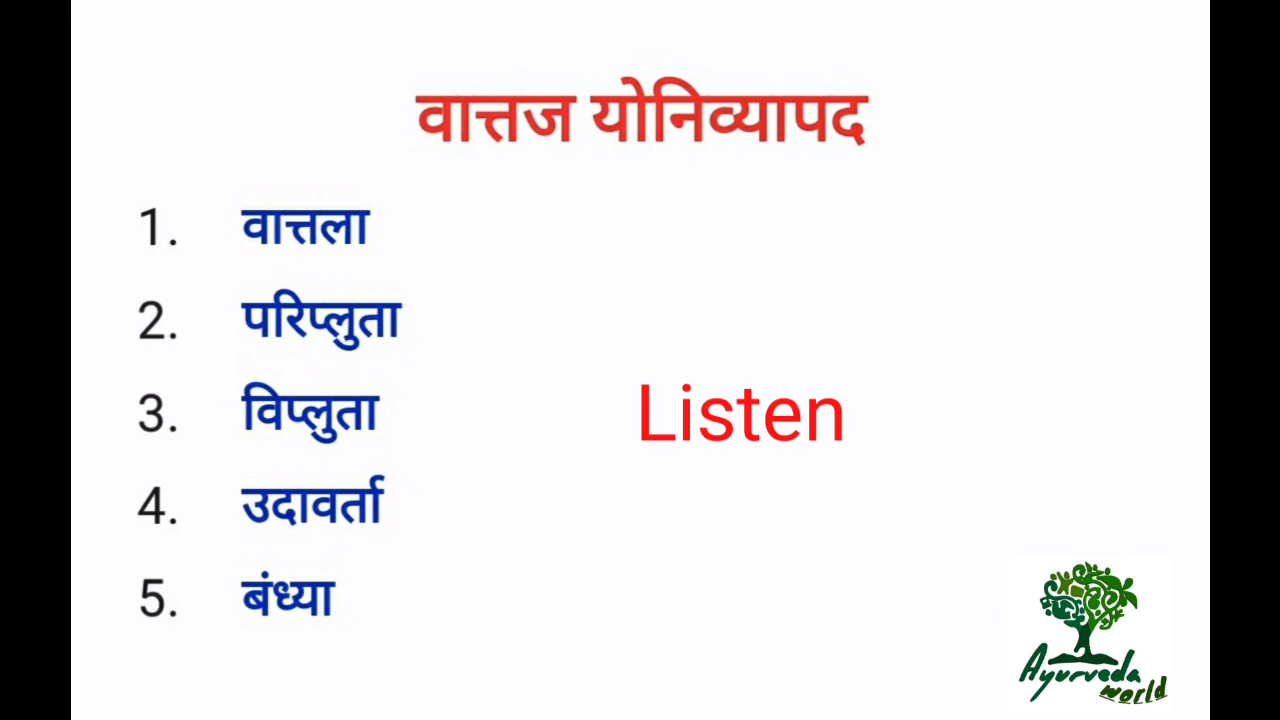 वात्तज योनिव्यापद
1. वात्तला
2. परिप्लुता
3. विप्लुता
Listen
4. उदावर्ता
5. बंध्या
Ayurveda
world